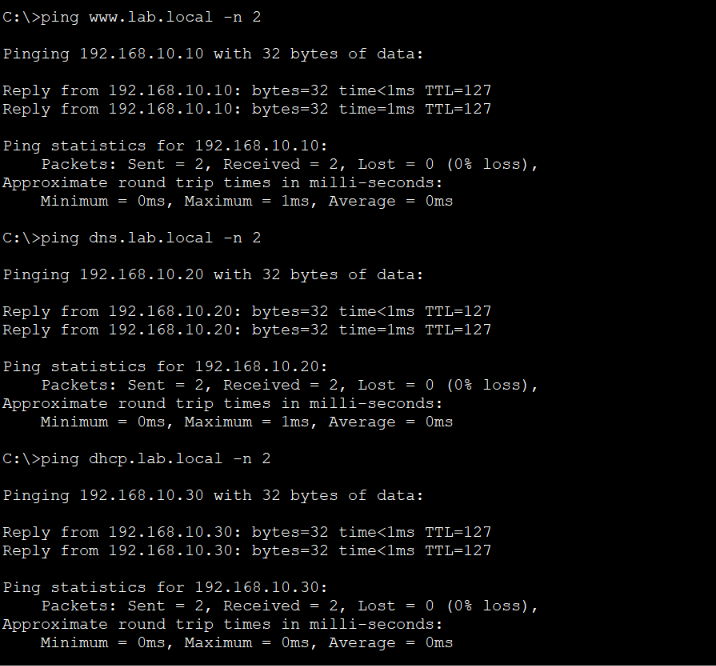 C:\>ping www.lab.local -n 2
Pinging 192.168.10.10 with 32 bytes of data:
Reply from 192.168.10.10: bytes=32 time<1ms TTL=127
Reply from 192.168.10.10: bytes=32 time=1ms TTL=127
Ping statistics for 192.168.10.10:
    Packets: Sent = 2, Received = 2, Lost = 0 (0% loss),
Approximate round trip times in milli-seconds:
    Minimum = 0ms, Maximum = 1ms, Average = 0ms
C:\>ping dns.lab.local -n 2
Pinging 192.168.10.20 with 32 bytes of data:
Reply from 192.168.10.20: bytes=32 time<1ms TTL=127
Reply from 192.168.10.20: bytes=32 time=1ms TTL=127
Ping statistics for 192.168.10.20:
    Packets: Sent = 2, Received = 2, Lost = 0 (0% loss),
Approximate round trip times in milli-seconds:
    Minimum = 0ms, Maximum = 1ms, Average = 0ms
C:\>ping dhcp.lab.local -n 2
Pinging 192.168.10.30 with 32 bytes of data:
Reply from 192.168.10.30: bytes=32 time<1ms TTL=127
Reply from 192.168.10.30: bytes=32 time<1ms TTL=127
Ping statistics for 192.168.10.30:
    Packets: Sent = 2, Received = 2, Lost = 0 (0% loss),
Approximate round trip times in milli-seconds:
    Minimum = 0ms, Maximum = 0ms, Average = 0ms